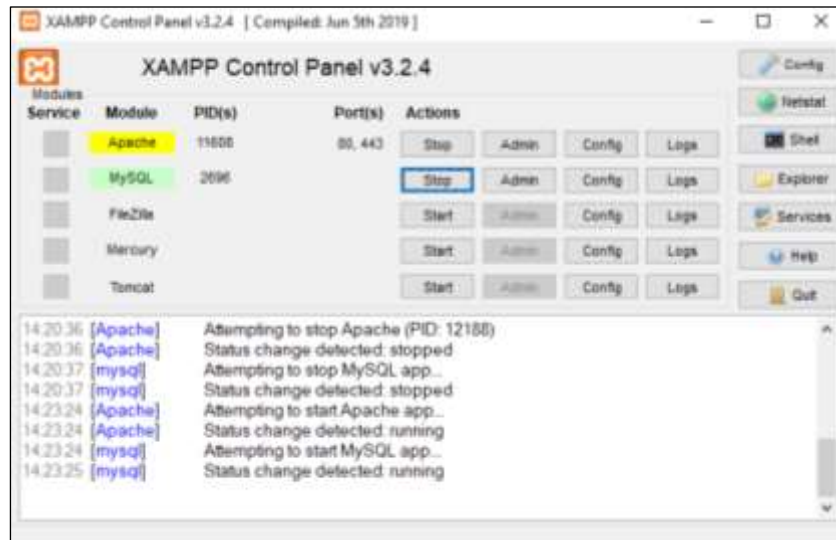 XAMPP Control Panel v3.2.4 [ Compiled: Jun 5th 2019 ]
XAMPP Control Panel v3.2.4
Config
Modules
Service Module PID(s) Port(s) Actions
Netstat
Apache 11608 80, 443 Stop Admin Config Logs
Shell
MySQL 2696 Stop Admin Config Logs
Explorer
FileZilla Start Admin Config Logs
Services
Mercury Start Admin Config Logs
Help
Tomcat Start Admin Config Logs
Quit
14:20:36 [Apache] Attempting to stop Apache (PID: 12188)
14:20:36 [Apache] Status change detected: stopped
14:20:37 [mysql] Attempting to stop MySQL app...
14:20:37 [mysql] Status change detected: stopped
14:23:24 [Apache] Attempting to start Apache app...
14:23:24 [Apache] Status change detected: running
14:23:24 [mysql] Attempting to start MySQL app...
14:23:25 [mysql] Status change detected: running